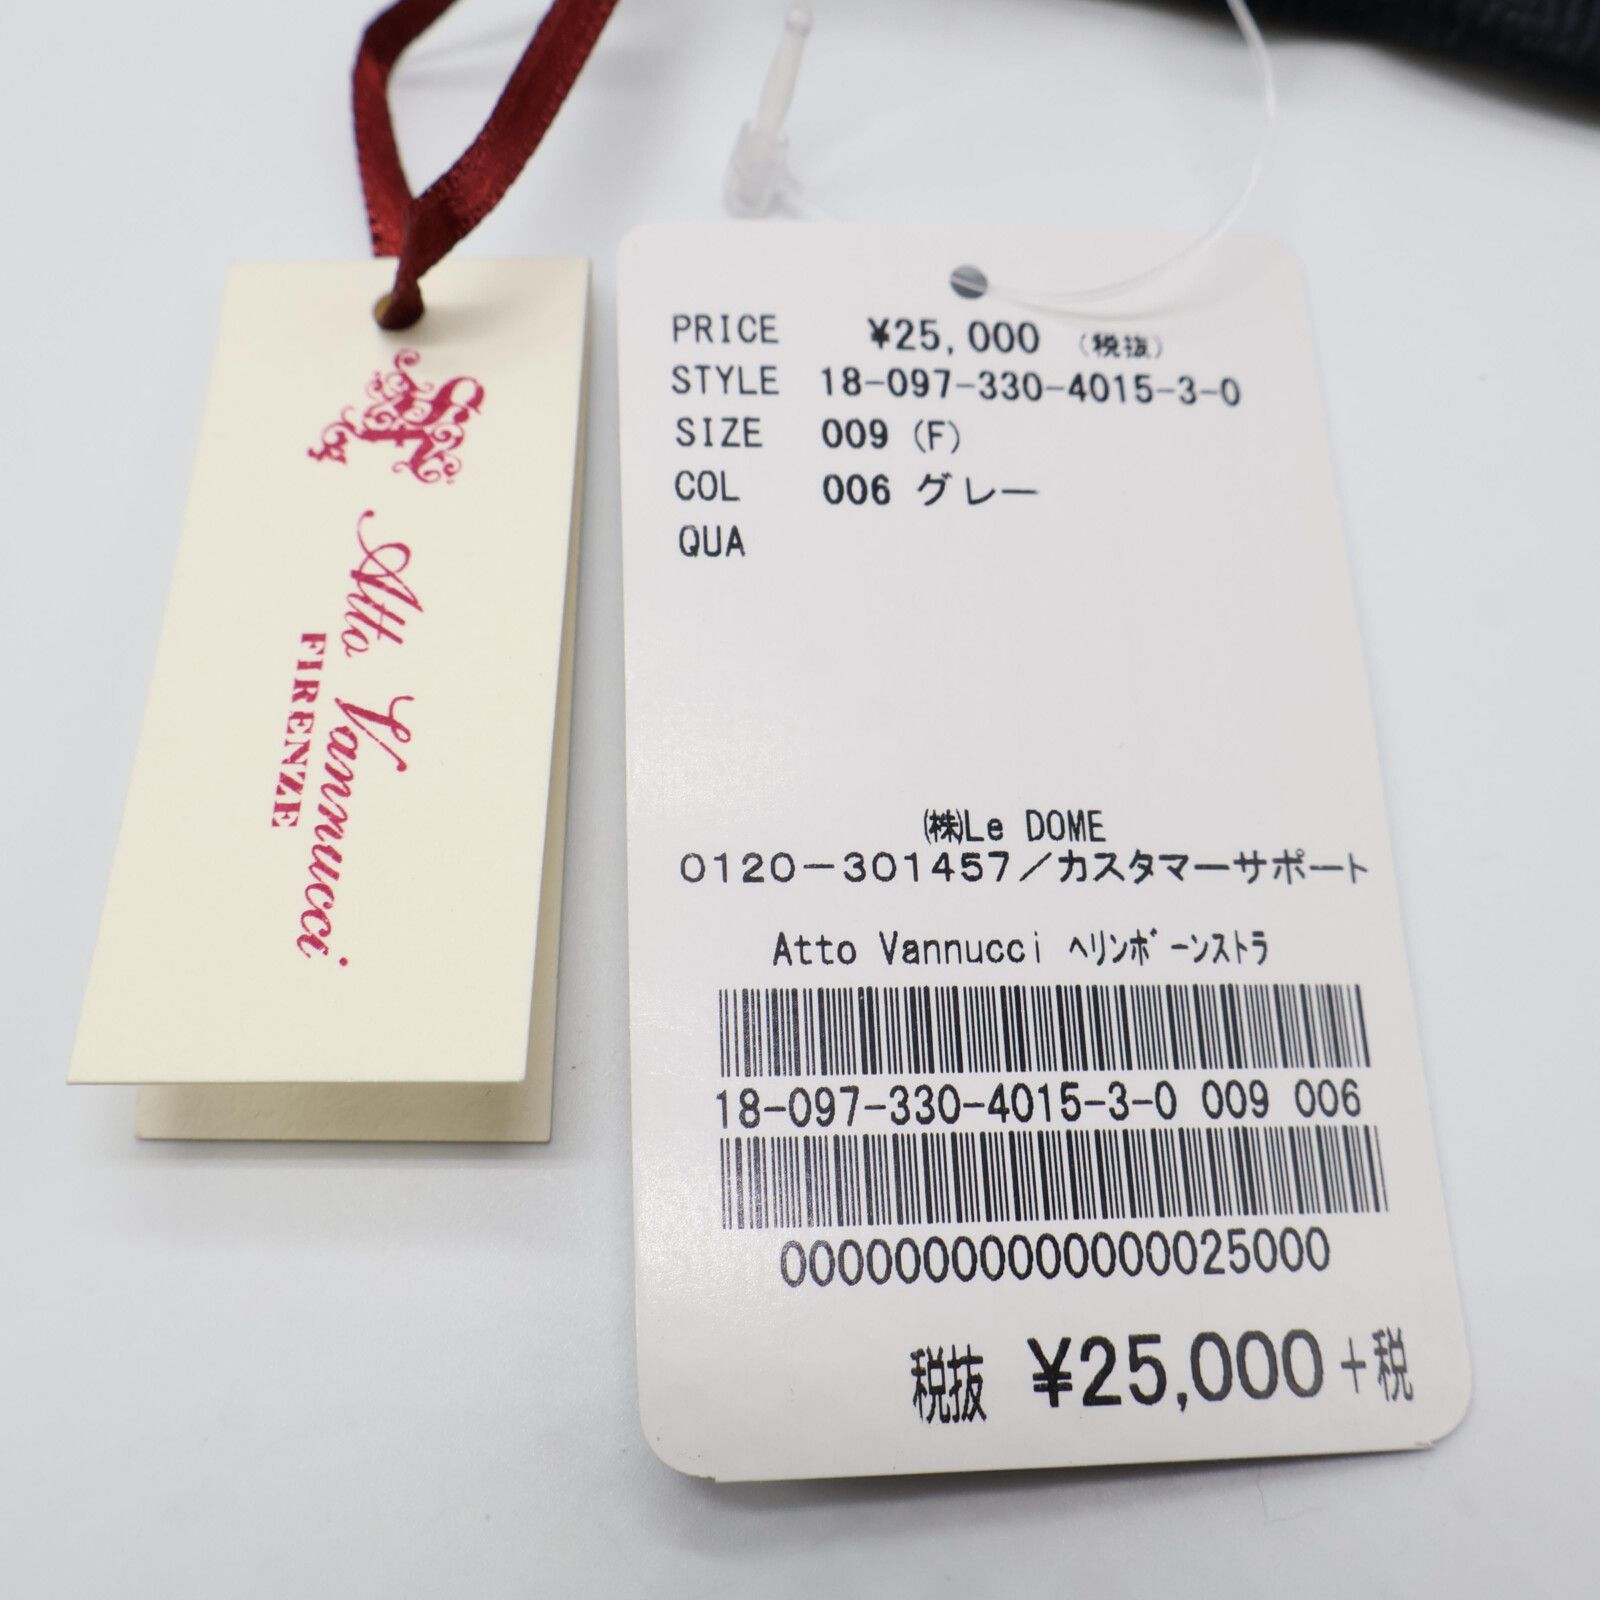 Atto Vannucci
FIRENZE
PRICE ¥25,000 (税抜)
STYLE 18-097-330-4015-3-0
SIZE 009 (F)
COL 006 グレー
QUA
㈱Le DOME
0120-301457/カスタマーサポート
Atto Vannucci ﾍﾘﾝﾎﾞｰﾝｽﾄﾗ
18-097-330-4015-3-0 009 006
000000000000000025000
税抜 ¥25,000+税